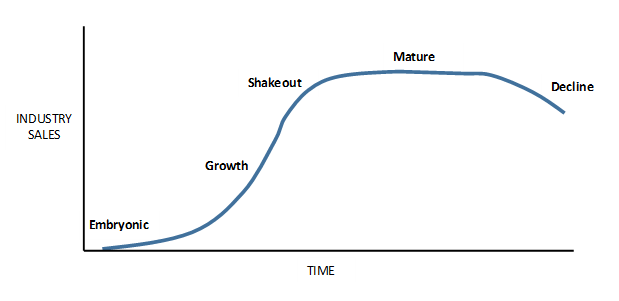 Mature
Shakeout
Decline
INDUSTRY
SALES
Growth
Embryonic
TIME